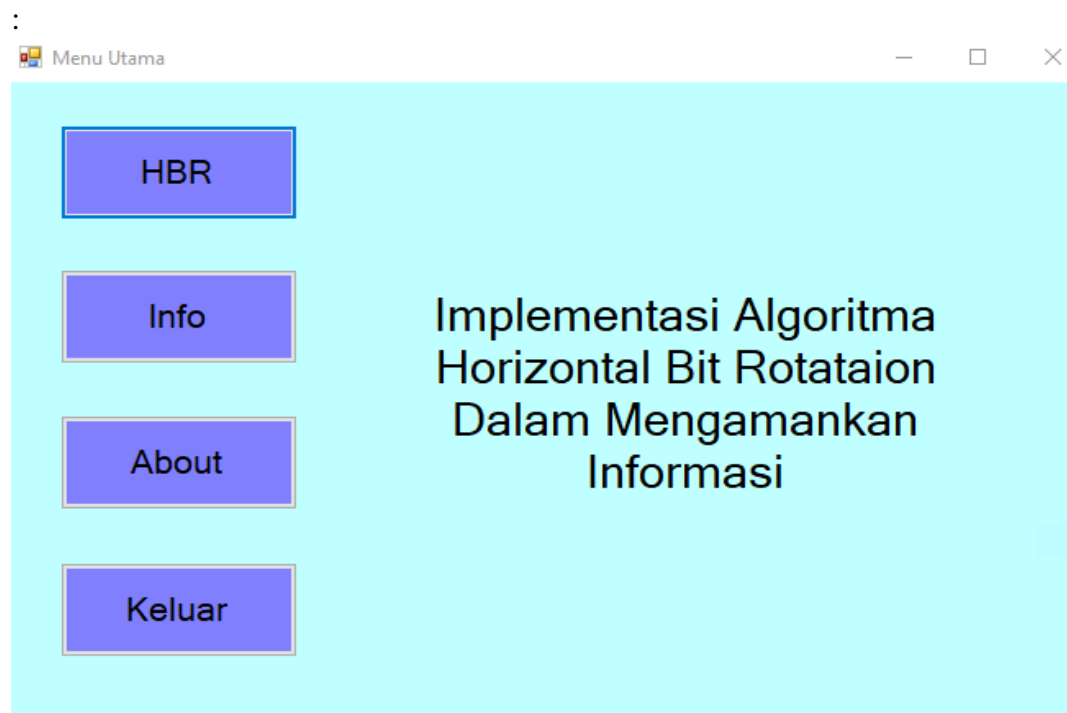 :
Menu Utama
HBR
Info
About
Keluar
Implementasi Algoritma
Horizontal Bit Rotataion
Dalam Mengamankan
Informasi